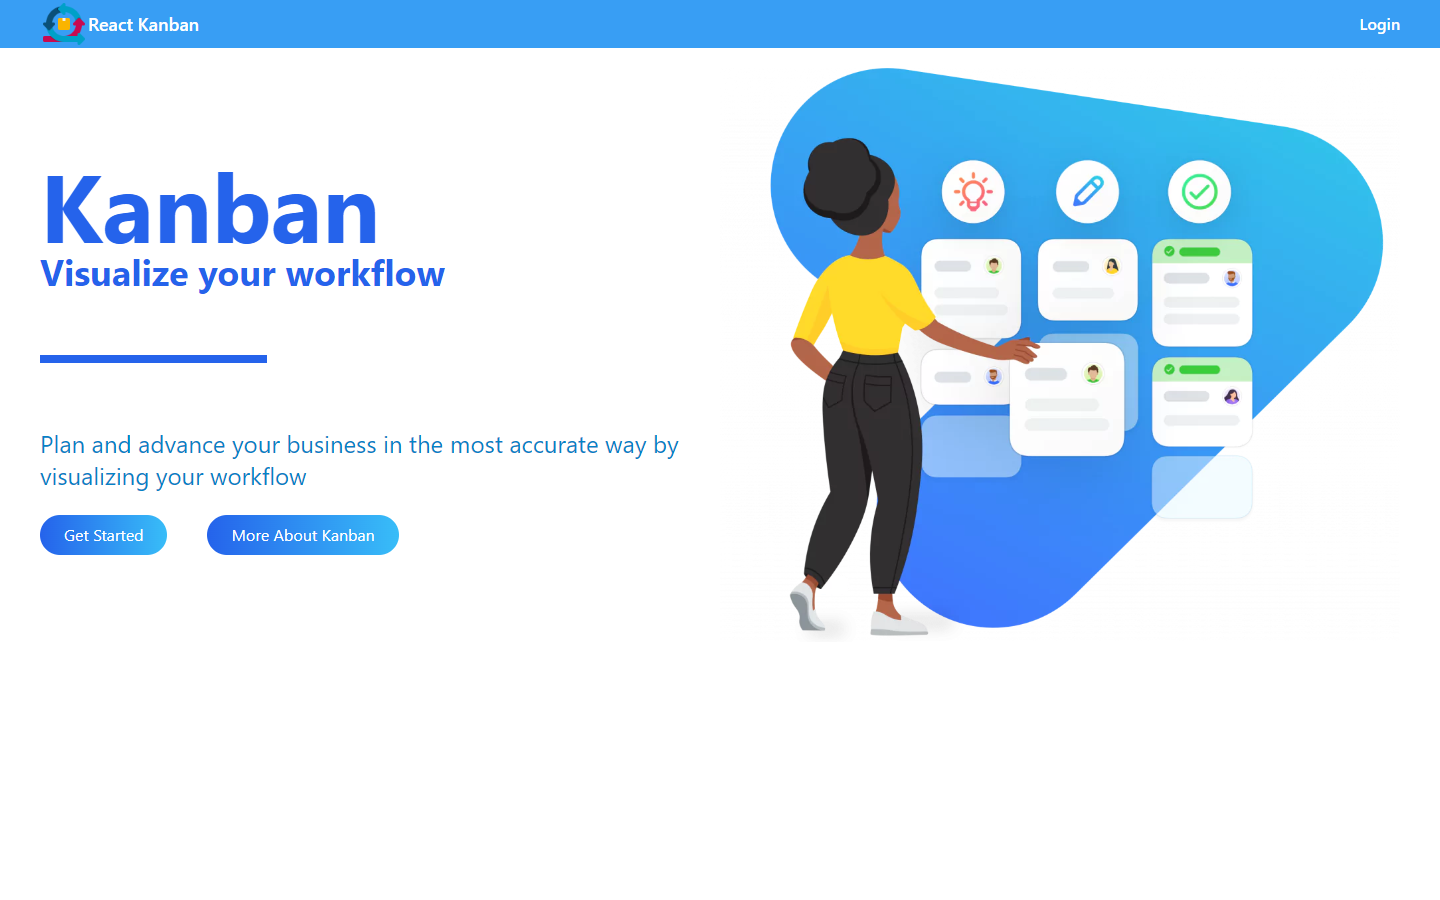 React Kanban
Login
Kanban
Visualize your workflow
Plan and advance your business in the most accurate way by
visualizing your workflow
Get Started
More About Kanban